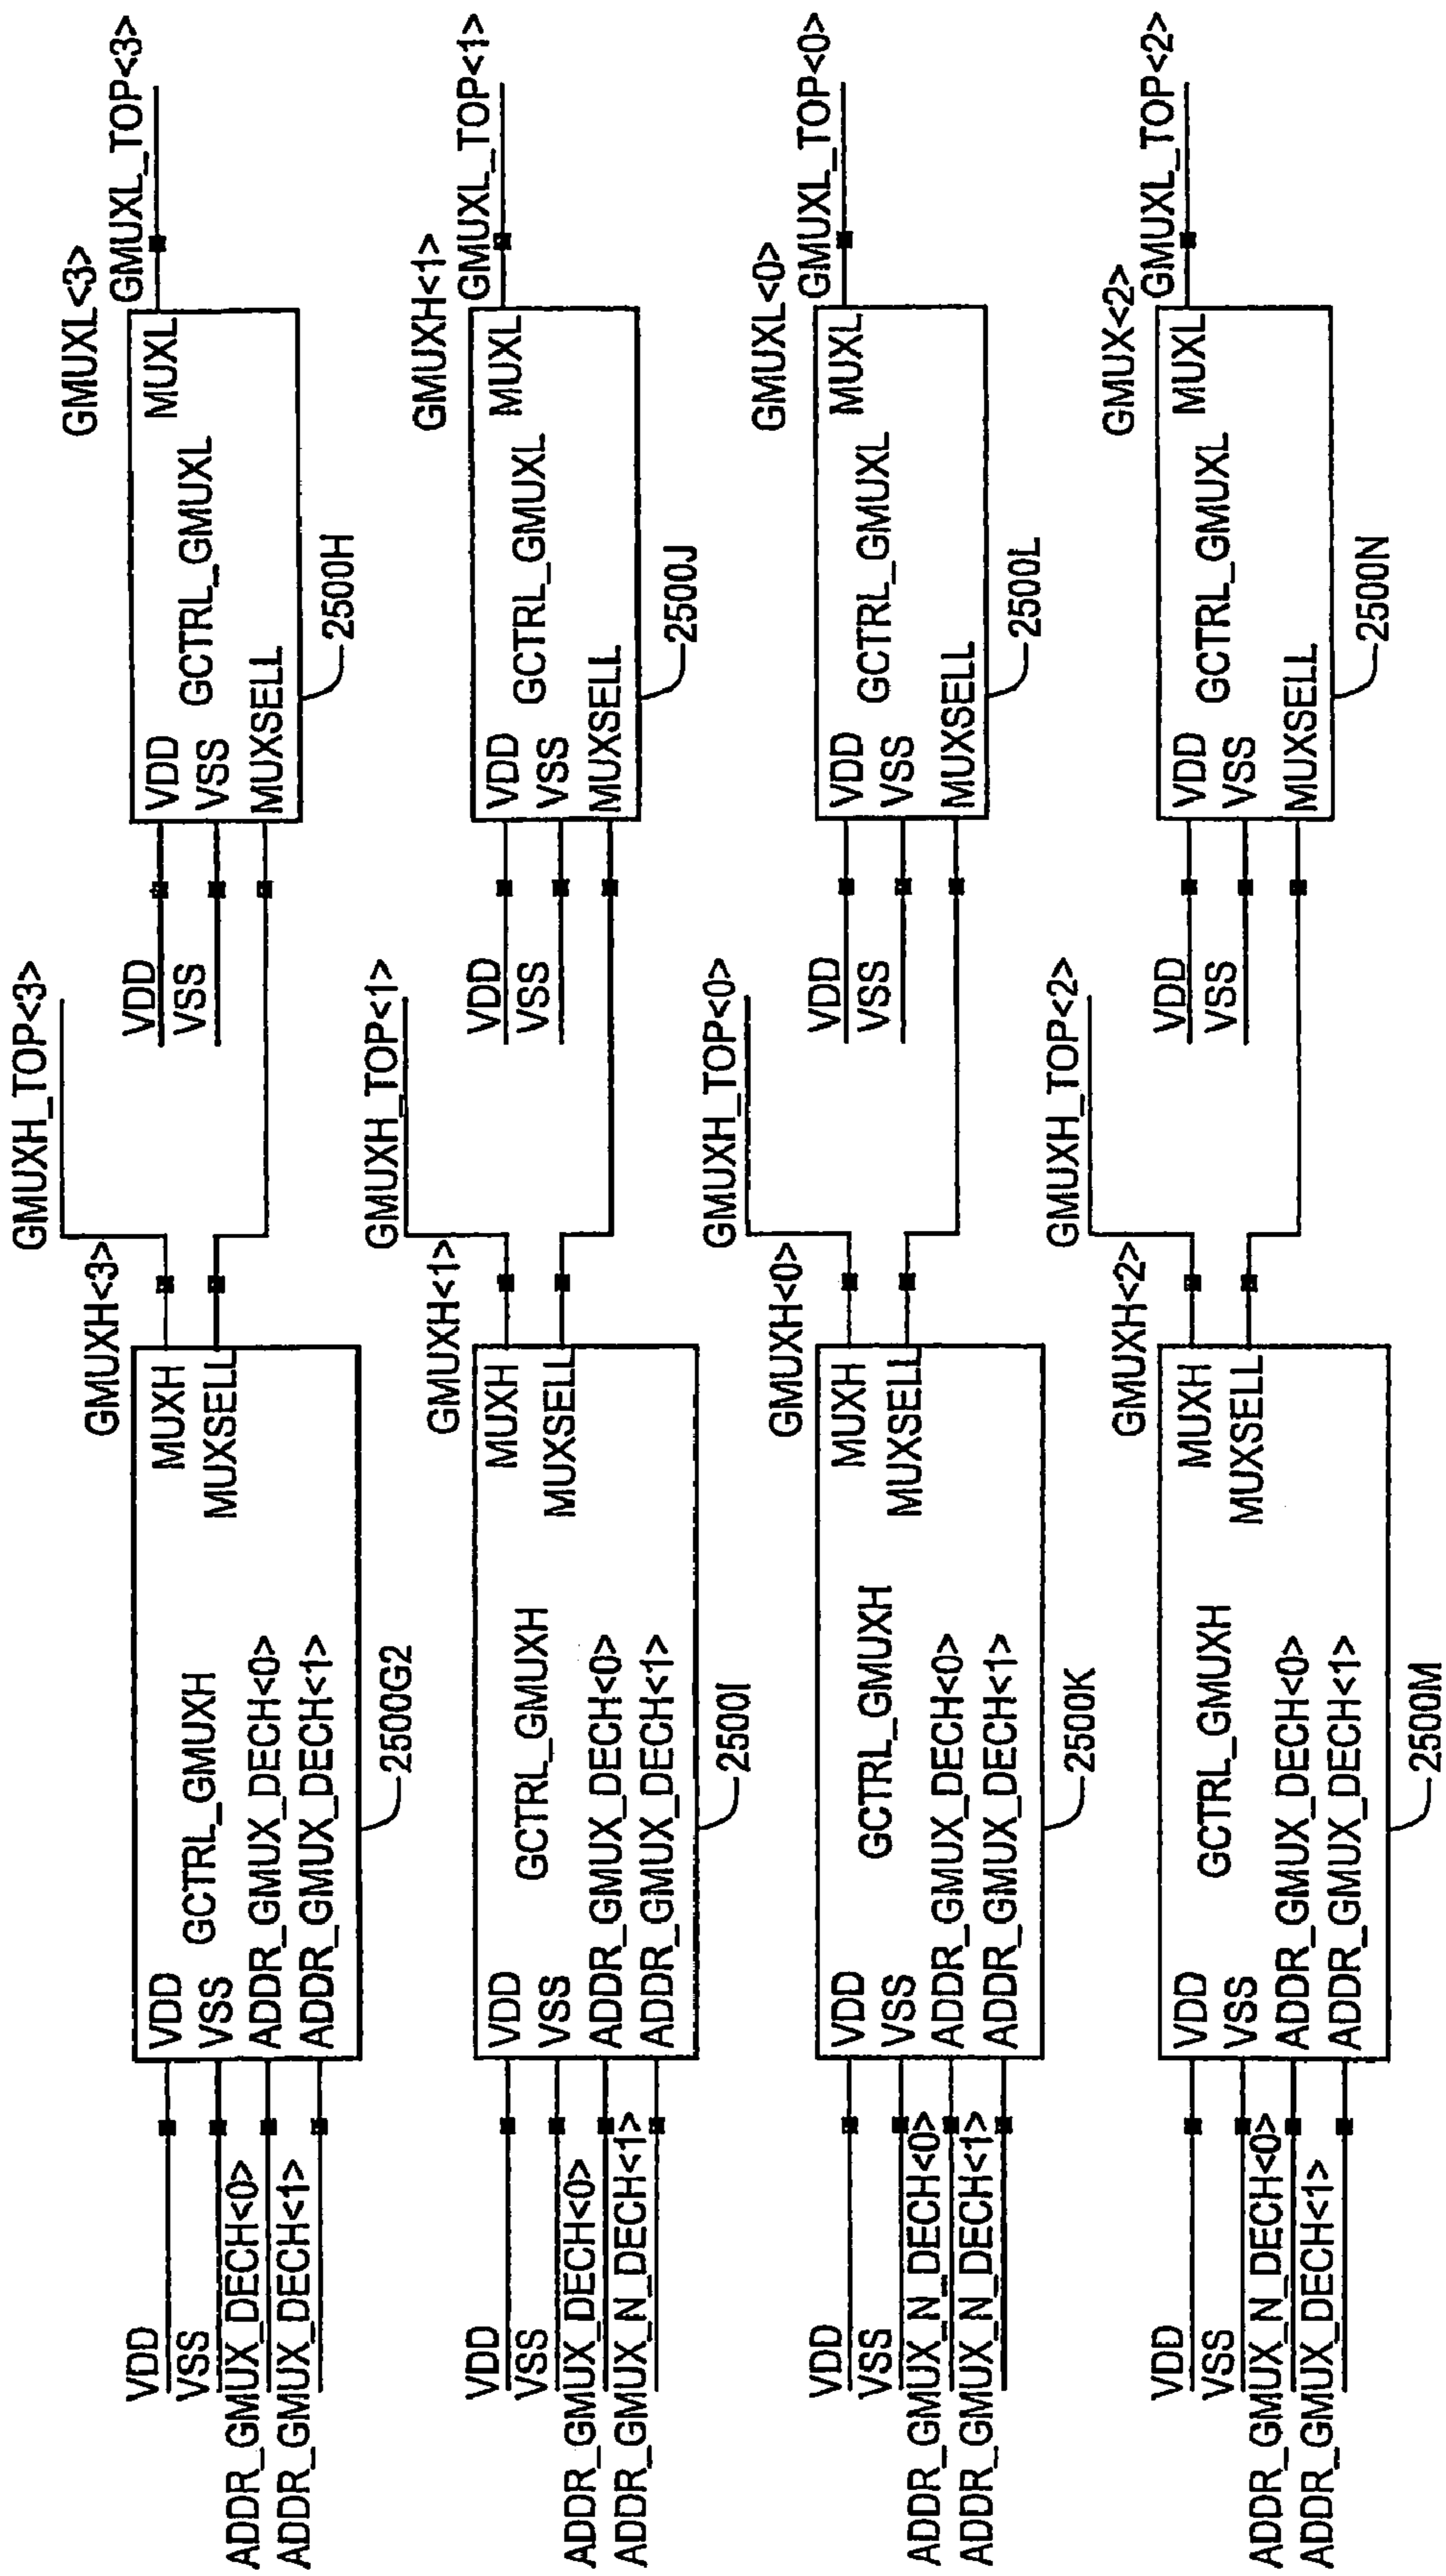 GMUXH_TOP<3>
GMUXH<3>
GMUXL<3>
GMUXL_TOP<3>
VDD
VSS
ADDR_GMUX_DECH<0>
ADDR_GMUX_DECH<1>
VDD
VSS
ADDR_GMUX_DECH<0>
ADDR_GMUX_DECH<1>
GCTRL_GMUXH
MUXH
MUXSELL
2500G2
VDD
VSS
VDD
VSS
MUXSELL
GCTRL_GMUXL
MUXL
2500H
GMUXH_TOP<1>
GMUXH<1>
GMUXH<1>
GMUXL_TOP<1>
VDD
VSS
ADDR_GMUX_DECH<0>
ADDR_GMUX_N_DECH<1>
VDD
VSS
ADDR_GMUX_DECH<0>
ADDR_GMUX_DECH<1>
GCTRL_GMUXH
MUXH
MUXSELL
2500I
VDD
VSS
VDD
VSS
MUXSELL
GCTRL_GMUXL
MUXL
2500J
GMUXH_TOP<0>
GMUXH<0>
GMUXL<0>
GMUXL_TOP<0>
VDD
VSS
ADDR_GMUX_N_DECH<0>
ADDR_GMUX_N_DECH<1>
VDD
VSS
ADDR_GMUX_DECH<0>
ADDR_GMUX_DECH<1>
GCTRL_GMUXH
MUXH
MUXSELL
2500K
VDD
VSS
VDD
VSS
MUXSELL
GCTRL_GMUXL
MUXL
2500L
GMUXH_TOP<2>
GMUXH<2>
GMUX<2>
GMUXL_TOP<2>
VDD
VSS
ADDR_GMUX_N_DECH<0>
ADDR_GMUX_DECH<1>
VDD
VSS
ADDR_GMUX_DECH<0>
ADDR_GMUX_DECH<1>
GCTRL_GMUXH
MUXH
MUXSELL
2500M
VDD
VSS
VDD
VSS
MUXSELL
GCTRL_GMUXL
MUXL
2500N